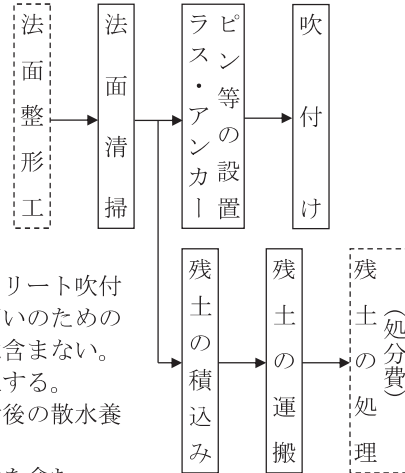 法面整形工
法面清掃
ラス・アンカー
ピン等の設置
吹付け
残土の積込み
残土の運搬
残土の処理
（処分費）
リート吹付
いのための
含まない。
する。
後の散水養